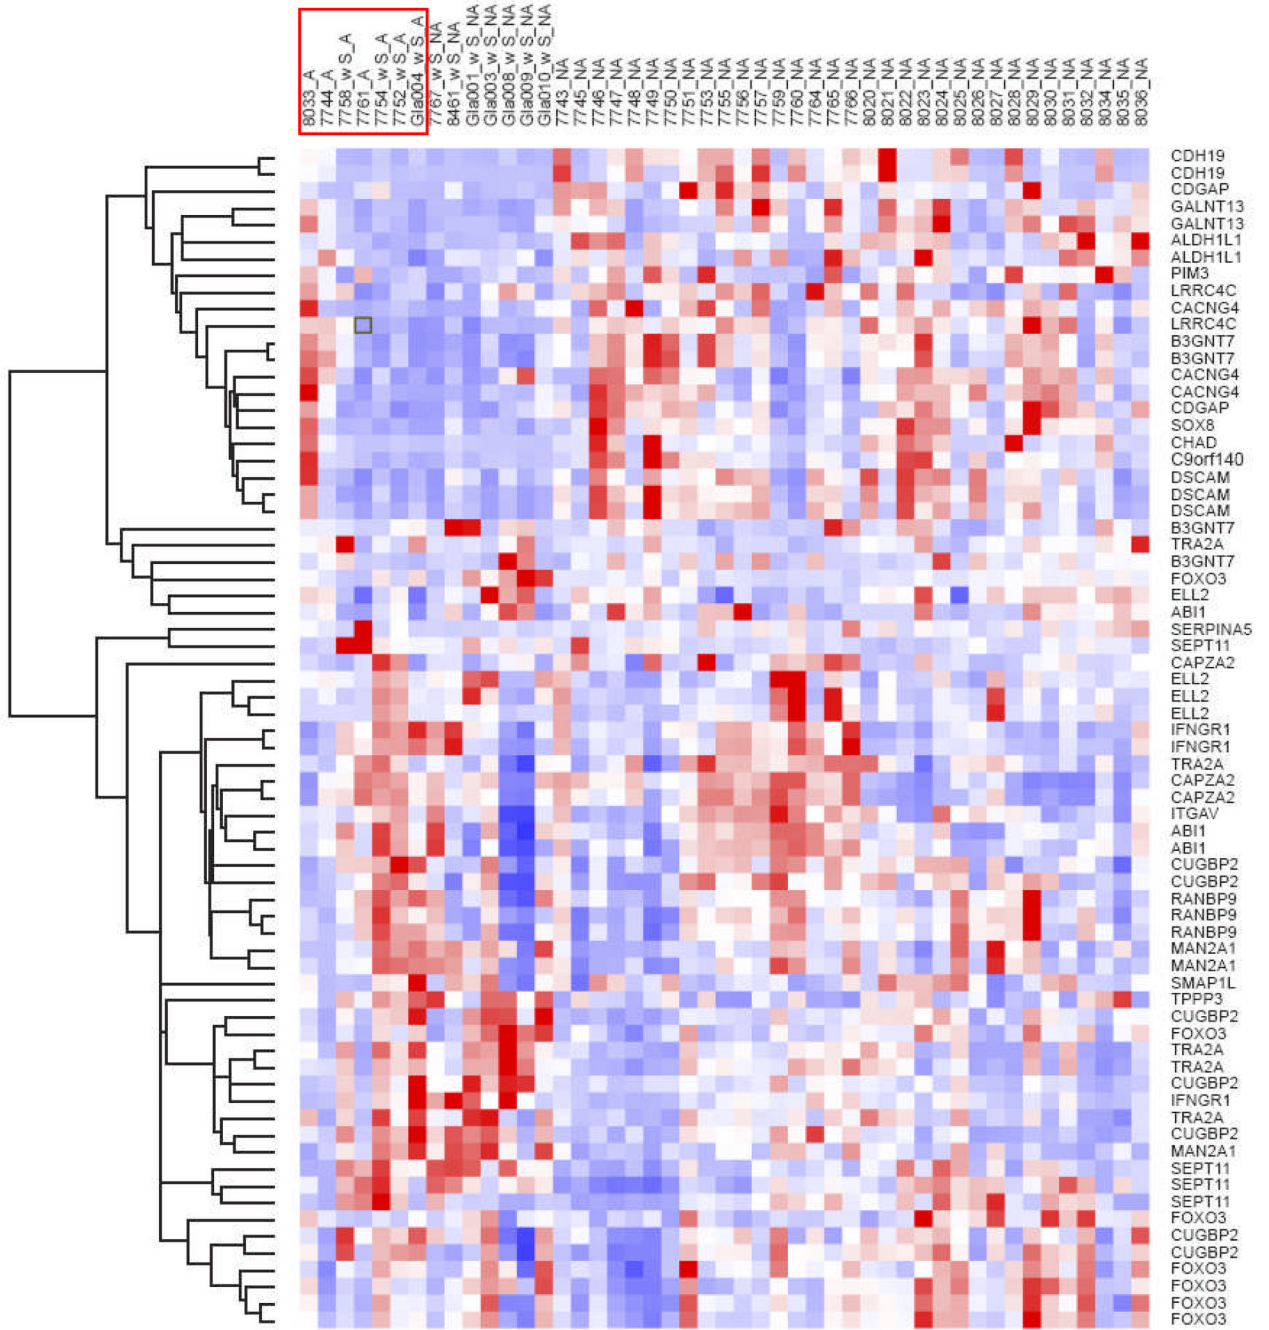 8033_A
7744_A
7758_w S_A
7761_A
7754_w S_A
7752_w S_A
Gla004_w S_A
7767_w S_NA
8461_w S_NA
Gla001_w S_NA
Gla003_w S_NA
Gla008_w S_NA
Gla009_w S_NA
Gla010_w S_NA
7743_NA
7745_NA
7746_NA
7747_NA
7748_NA
7749_NA
7750_NA
7751_NA
7753_NA
7755_NA
7756_NA
7757_NA
7759_NA
7760_NA
7764_NA
7765_NA
7766_NA
8020_NA
8021_NA
8022_NA
8023_NA
8024_NA
8025_NA
8026_NA
8027_NA
8028_NA
8029_NA
8030_NA
8031_NA
8032_NA
8034_NA
8035_NA
8036_NA
CDH19
CDH19
CDGAP
GALNT13
GALNT13
ALDH1L1
ALDH1L1
PIM3
LRRC4C
CACNG4
LRRC4C
B3GNT7
B3GNT7
CACNG4
CACNG4
CDGAP
SOX8
CHAD
C9orf140
DSCAM
DSCAM
DSCAM
B3GNT7
TRA2A
B3GNT7
FOXO3
ELL2
ABI1
SERPINA5
SEPT11
CAPZA2
ELL2
ELL2
ELL2
IFNGR1
IFNGR1
TRA2A
CAPZA2
CAPZA2
ITGAV
ABI1
ABI1
CUGBP2
CUGBP2
RANBP9
RANBP9
RANBP9
MAN2A1
MAN2A1
SMAP1L
TPPP3
CUGBP2
FOXO3
TRA2A
TRA2A
CUGBP2
IFNGR1
TRA2A
CUGBP2
MAN2A1
SEPT11
SEPT11
SEPT11
FOXO3
CUGBP2
CUGBP2
FOXO3
FOXO3
FOXO3
FOXO3